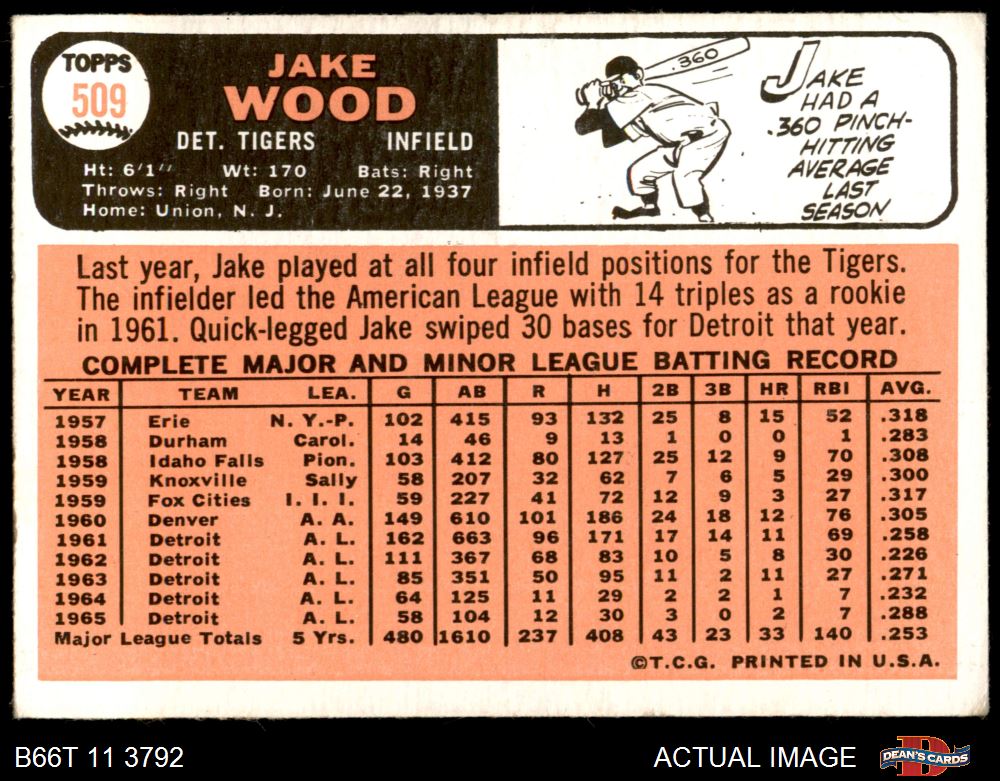 TOPPS
509
JAKE
WOOD
DET. TIGERS INFIELD
Ht: 6'1" Wt: 170 Bats: Right
Throws: Right Born: June 22, 1937
Home: Union, N. J.
.360
JAKE
HAD A
.360 PINCH-
HITTING
AVERAGE
LAST
SEASON
Last year, Jake played at all four infield positions for the Tigers.
The infielder led the American League with 14 triples as a rookie
in 1961. Quick-legged Jake swiped 30 bases for Detroit that year.
COMPLETE MAJOR AND MINOR LEAGUE BATTING RECORD
YEAR TEAM LEA. G AB R H 2B 3B HR RBI AVG.
1957 Erie N. Y.-P. 102 415 93 132 25 8 15 52 .318
1958 Durham Carol. 14 46 9 13 1 0 0 1 .283
1958 Idaho Falls Pion. 103 412 80 127 25 12 9 70 .308
1959 Knoxville Sally 58 207 32 62 7 6 5 29 .300
1959 Fox Cities I. I. I. 59 227 41 72 12 9 3 27 .317
1960 Denver A. A. 149 610 101 186 24 18 12 76 .305
1961 Detroit A. L. 162 663 96 171 17 14 11 69 .258
1962 Detroit A. L. 111 367 68 83 10 5 8 30 .226
1963 Detroit A. L. 85 351 50 95 11 2 11 27 .271
1964 Detroit A. L. 64 125 11 29 2 2 1 7 .232
1965 Detroit A. L. 58 104 12 30 3 0 2 7 .288
Major League Totals 5 Yrs. 480 1610 237 408 43 23 33 140 .253
©T.C.G. PRINTED IN U.S.A.
B66T 11 3792 ACTUAL IMAGE DEAN'S CARDS